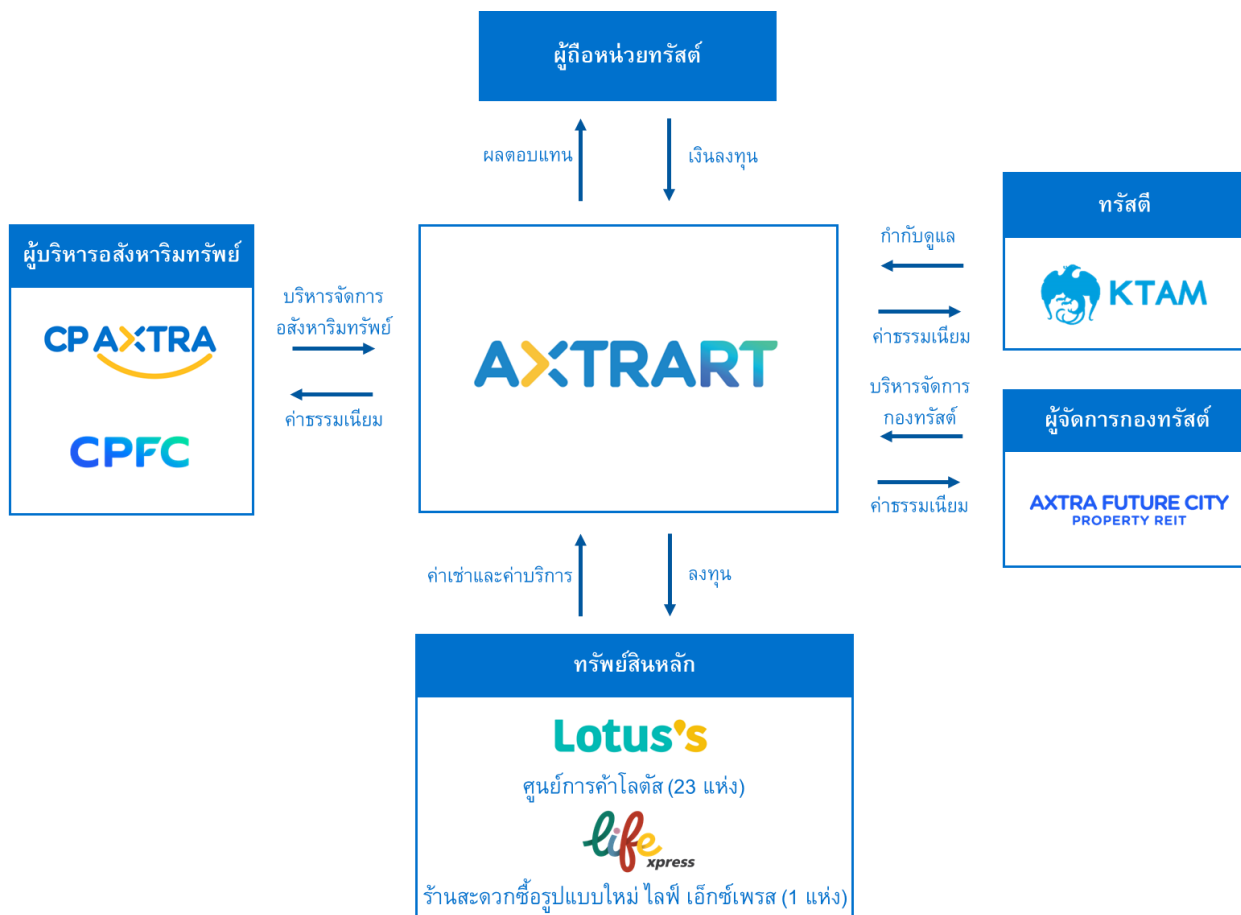 ผู้ถือหน่วยทรัสต์
ผลตอบแทน
เงินลงทุน
ผู้บริหารอสังหาริมทรัพย์
CP AXTRA
CPFC
บริหารจัดการ
อสังหาริมทรัพย์
ค่าธรรมเนียม
AXTRART
กำกับดูแล
ค่าธรรมเนียม
ทรัสตี
KTAM
บริหารจัดการ
กองทรัสต์
ค่าธรรมเนียม
ผู้จัดการกองทรัสต์
AXTRA FUTURE CITY
PROPERTY REIT
ค่าเช่าและค่าบริการ
ลงทุน
ทรัพย์สินหลัก
Lotus's
ศูนย์การค้าโลตัส (23 แห่ง)
life
xpress
ร้านสะดวกซื้อรูปแบบใหม่ ไลฟ์ เอ็กซ์เพรส (1 แห่ง)